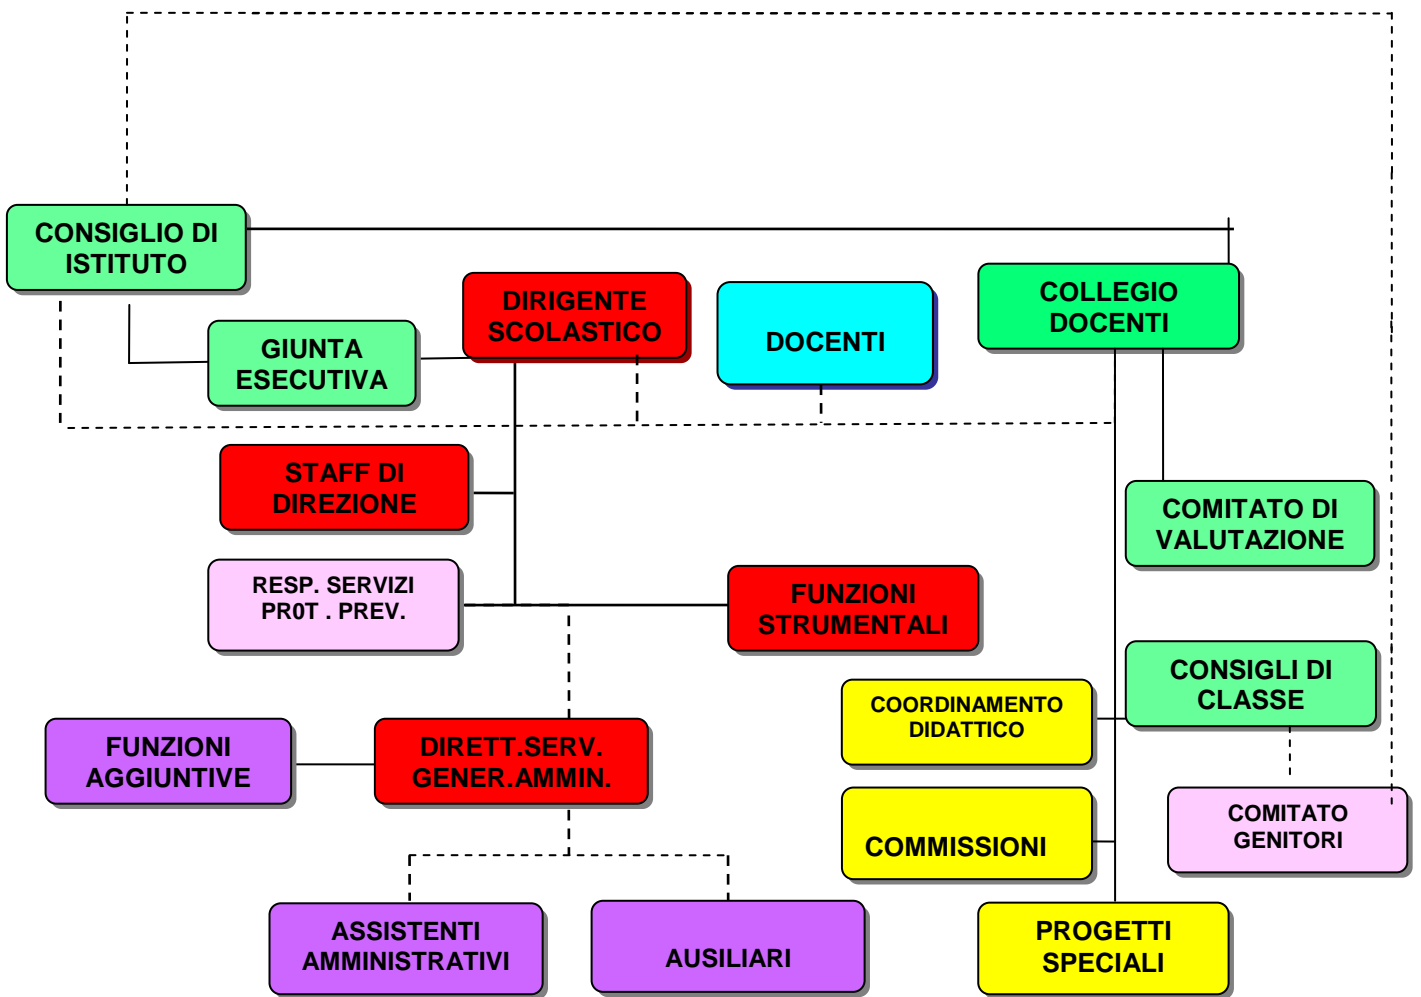 CONSIGLIO DI
ISTITUTO
DIRIGENTE
SCOLASTICO
DOCENTI
COLLEGIO
DOCENTI
GIUNTA
ESECUTIVA
STAFF DI
DIREZIONE
COMITATO DI
VALUTAZIONE
RESP. SERVIZI
PR0T . PREV.
FUNZIONI
STRUMENTALI
CONSIGLI DI
CLASSE
COORDINAMENTO
DIDATTICO
FUNZIONI
AGGIUNTIVE
DIRETT.SERV.
GENER.AMMIN.
COMMISSIONI
COMITATO
GENITORI
ASSISTENTI
AMMINISTRATIVI
AUSILIARI
PROGETTI
SPECIALI